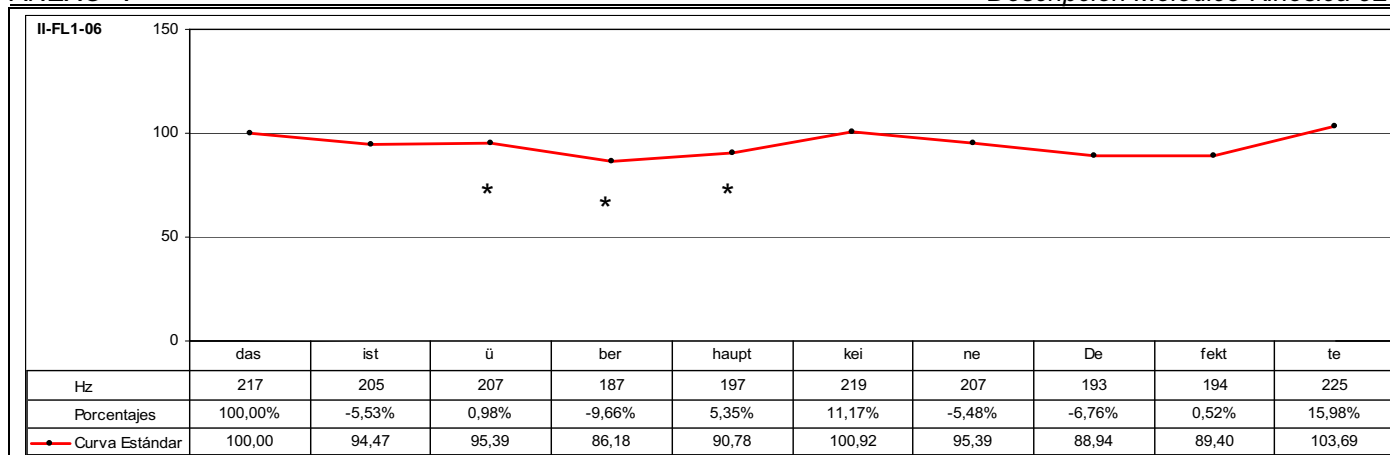 II-FL1-06
150
100
*
*
*
50
0
das ist ü ber haupt kei ne De fekt te
Hz 217 205 207 187 197 219 207 193 194 225
Porcentajes 100,00% -5,53% 0,98% -9,66% 5,35% 11,17% -5,48% -6,76% 0,52% 15,98%
Curva Estándar 100,00 94,47 95,39 86,18 90,78 100,92 95,39 88,94 89,40 103,69